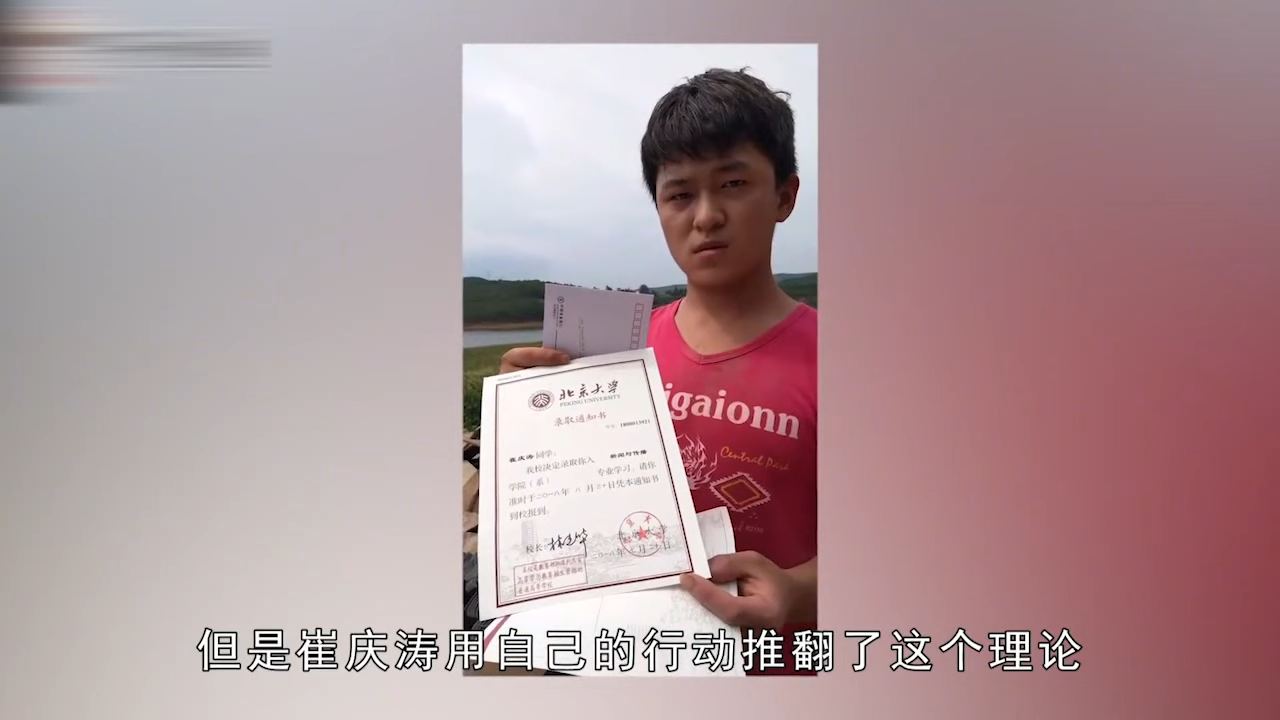 北京大学
PEKING UNIVERSITY
录取通知书
崔庆涛 同学:
我校决定录取你入 新闻与传播
学院(系) 专业学习。请你
准时于二〇一八年 八 月 三十日凭本通知书
到校报到。
校长:
igaionn
Central Park
但是崔庆涛用自己的行动推翻了这个理论